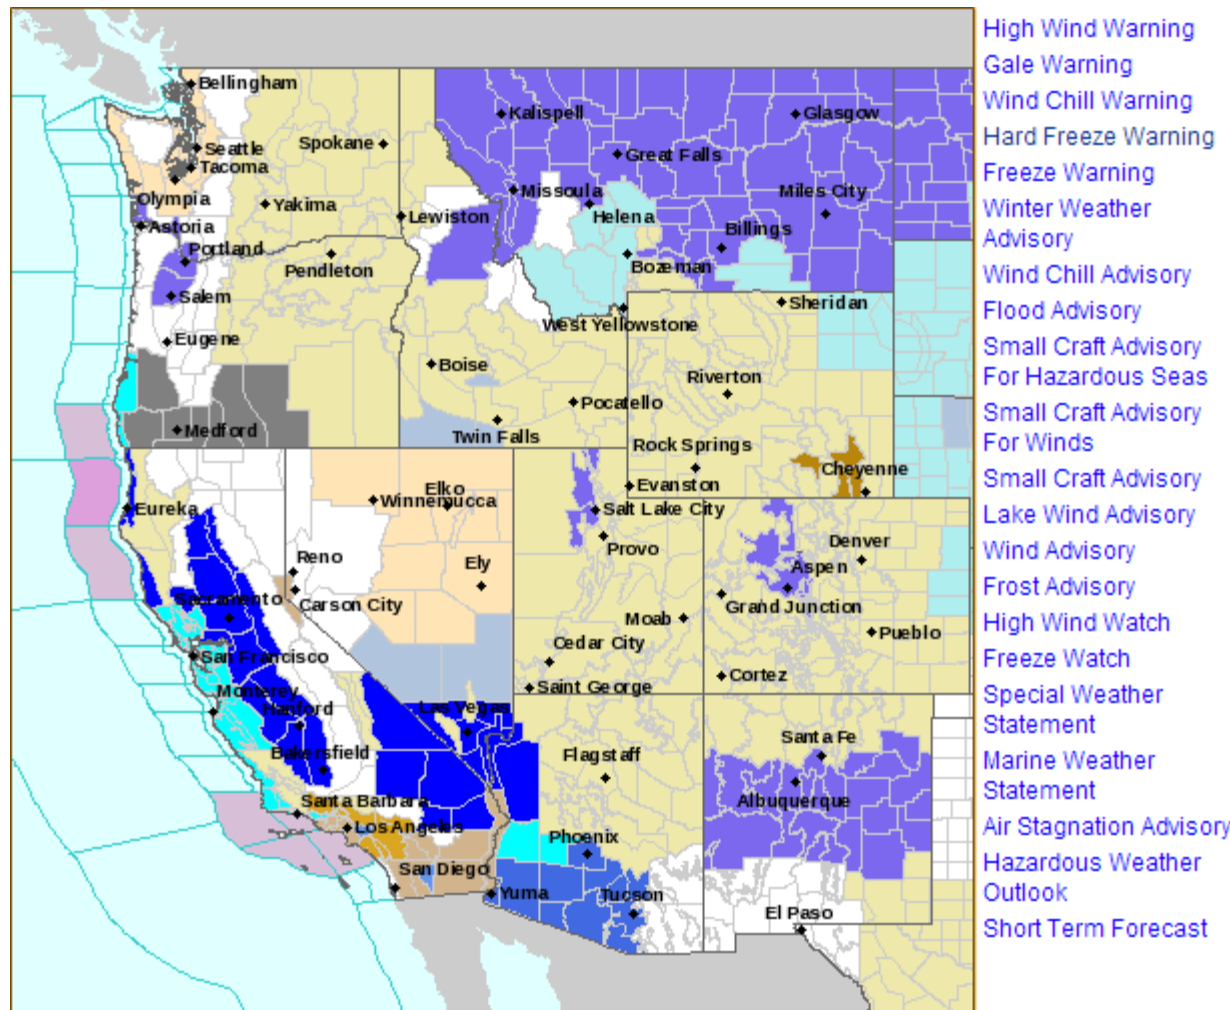 Bellingham
Kalispell
Glasgow
Seattle
Spokane
Great Falls
Tacoma
Missoula
Miles City
Olympia
Yakima
Lewiston
Helena
Astoria
Billings
Portland
Pendleton
Bozeman
Salem
Sheridan
West Yellowstone
Eugene
Boise
Riverton
Pocatello
Medford
Twin Falls
Rock Springs
Cheyenne
Elko
Evanston
Winnemucca
Eureka
Salt Lake City
Provo
Denver
Reno
Ely
Aspen
Sacramento
Carson City
Grand Junction
Moab
Pueblo
Cedar City
San Francisco
Cortez
Monterey
Saint George
Hanford
Las Vegas
Santa Fe
Bakersfield
Flagstaff
Albuquerque
Santa Barbara
Los Angeles
Phoenix
San Diego
Yuma
Tucson
El Paso
High Wind Warning
Gale Warning
Wind Chill Warning
Hard Freeze Warning
Freeze Warning
Winter Weather
Advisory
Wind Chill Advisory
Flood Advisory
Small Craft Advisory
For Hazardous Seas
Small Craft Advisory
For Winds
Small Craft Advisory
Lake Wind Advisory
Wind Advisory
Frost Advisory
High Wind Watch
Freeze Watch
Special Weather
Statement
Marine Weather
Statement
Air Stagnation Advisory
Hazardous Weather
Outlook
Short Term Forecast